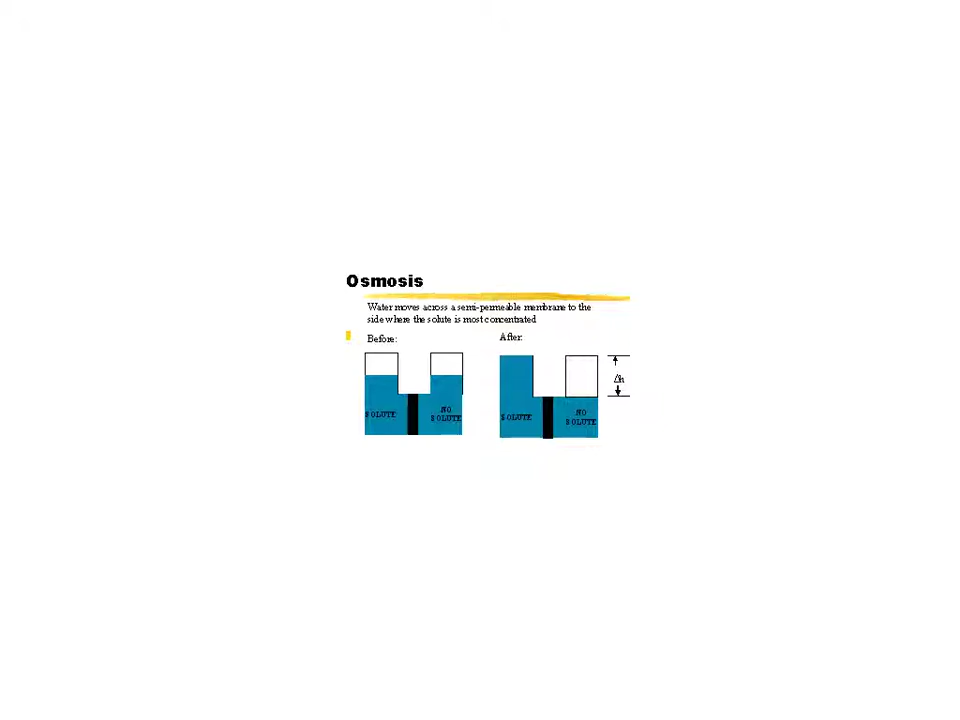 Osmosis
Water moves across a semi-permeable membrane to the
side where the solute is most concentrated
Before:
After:
Δh
SOLUTE
NO
SOLUTE
SOLUTE
NO
SOLUTE